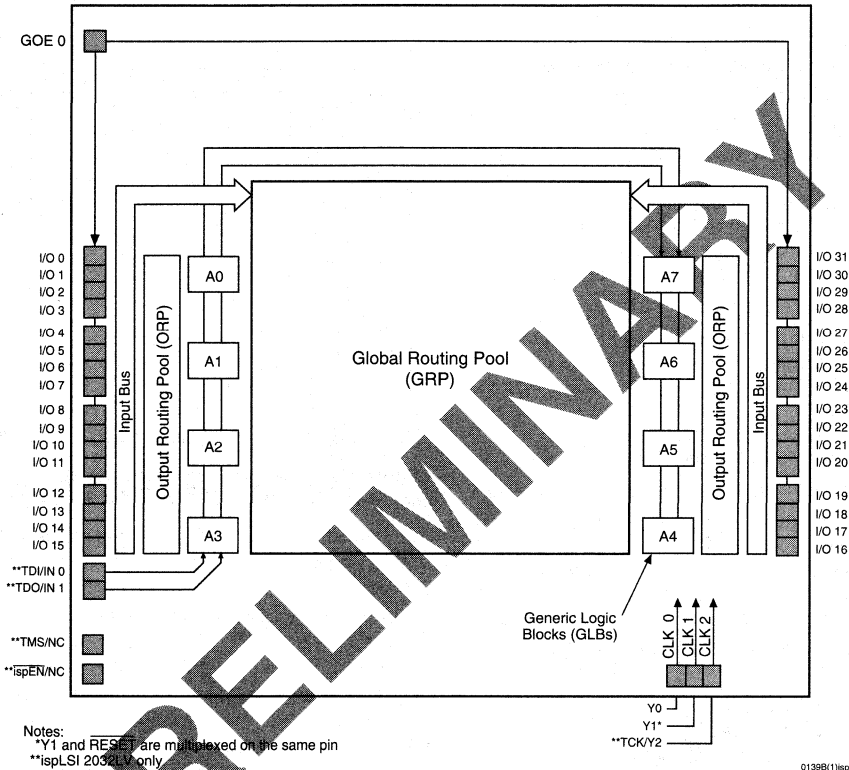 GOE 0
I/O 0
I/O 1
I/O 2
I/O 3
I/O 4
I/O 5
I/O 6
I/O 7
I/O 8
I/O 9
I/O 10
I/O 11
I/O 12
I/O 13
I/O 14
I/O 15
**TDI/IN 0
**TDO/IN 1
**TMS/NC
**ispEN/NC
Input Bus
Output Routing Pool (ORP)
A0
A1
A2
A3
Global Routing Pool
(GRP)
A7
A6
A5
A4
Output Routing Pool (ORP)
Input Bus
I/O 31
I/O 30
I/O 29
I/O 28
I/O 27
I/O 26
I/O 25
I/O 24
I/O 23
I/O 22
I/O 21
I/O 20
I/O 19
I/O 18
I/O 17
I/O 16
Generic Logic
Blocks (GLBs)
CLK 0
CLK 1
CLK 2
Y0
Y1*
**TCK/Y2
Notes:
*Y1 and RESET are multiplexed on the same pin
**ispLSI 2032LV only
0139B(1)isp
PRELIMINARY